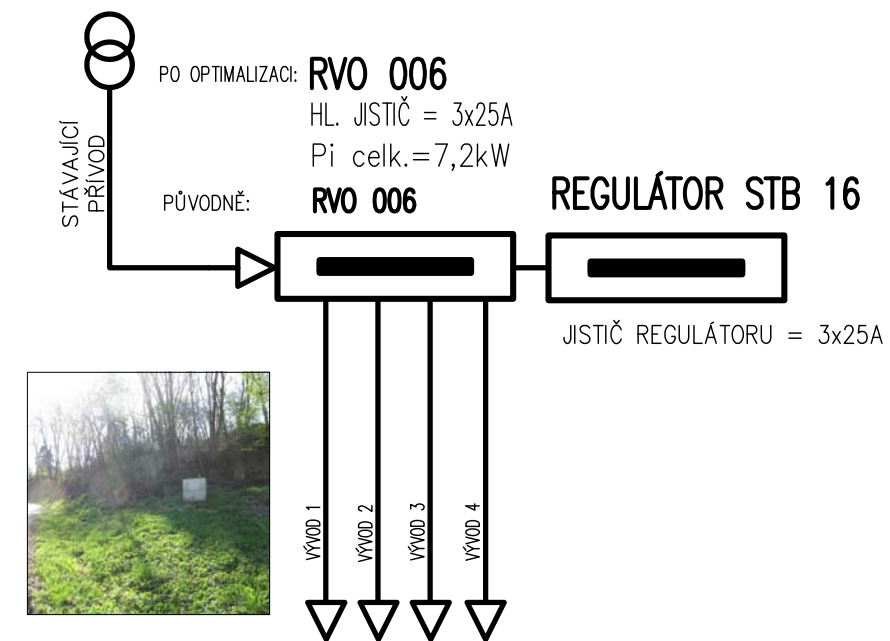 PO OPTIMALIZACI: RVO 006
HL. JISTIČ = 3x25A
Pi celk.=7,2kW
STÁVAJÍCÍ
PŘÍVOD
PŮVODNĚ: RVO 006
REGULÁTOR STB 16
JISTIČ REGULÁTORU = 3x25A
VÝVOD 1
VÝVOD 2
VÝVOD 3
VÝVOD 4